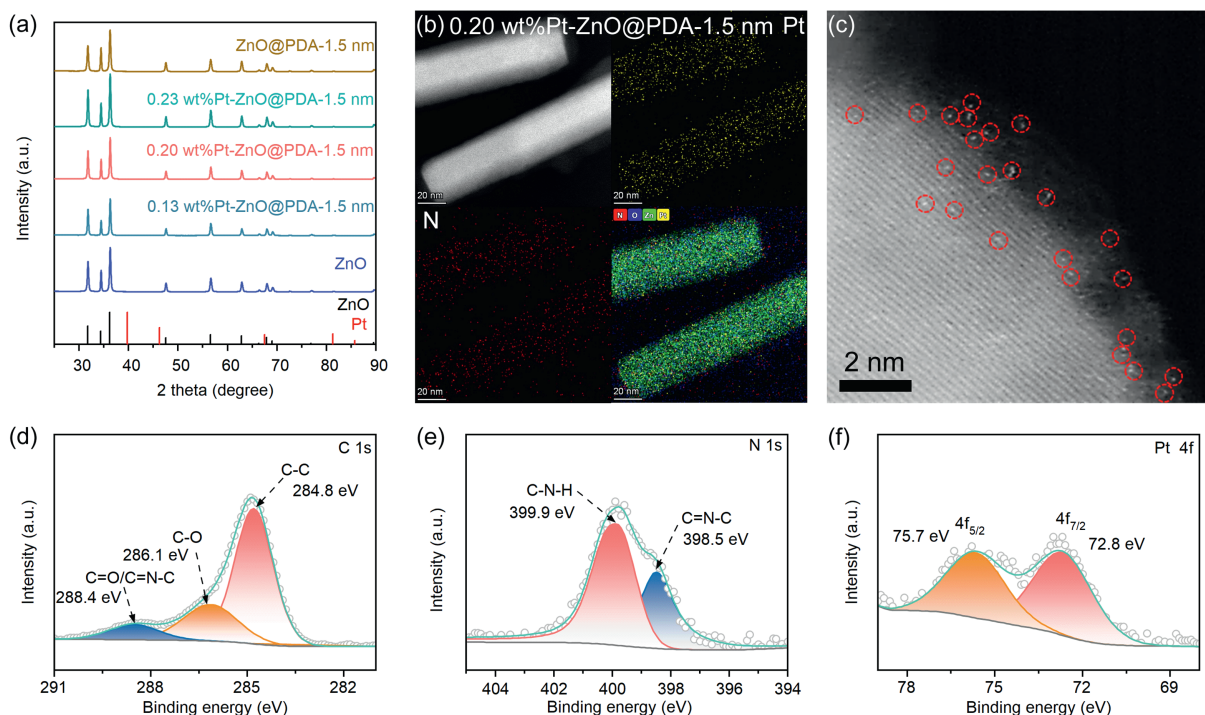 (a)
ZnO@PDA-1.5 nm
0.23 wt%Pt-ZnO@PDA-1.5 nm
0.20 wt%Pt-ZnO@PDA-1.5 nm
0.13 wt%Pt-ZnO@PDA-1.5 nm
ZnO
ZnO
Pt
Intensity (a.u.)
30 40 50 60 70 80 90
2 theta (degree)
(b) 0.20 wt%Pt-ZnO@PDA-1.5 nm Pt
20 nm
20 nm
N
N O Zn Pt
20 nm
20 nm
(c)
2 nm
(d)
C 1s
C-C
284.8 eV
C-O
286.1 eV
C=O/C=N-C
288.4 eV
Intensity (a.u.)
291 288 285 282
Binding energy (eV)
(e)
N 1s
C-N-H
399.9 eV
C=N-C
398.5 eV
Intensity (a.u.)
404 402 400 398 396 394
Binding energy (eV)
(f)
Pt 4f
75.7 eV 4f5/2
4f7/2
72.8 eV
Intensity (a.u.)
78 75 72 69
Binding energy (eV)